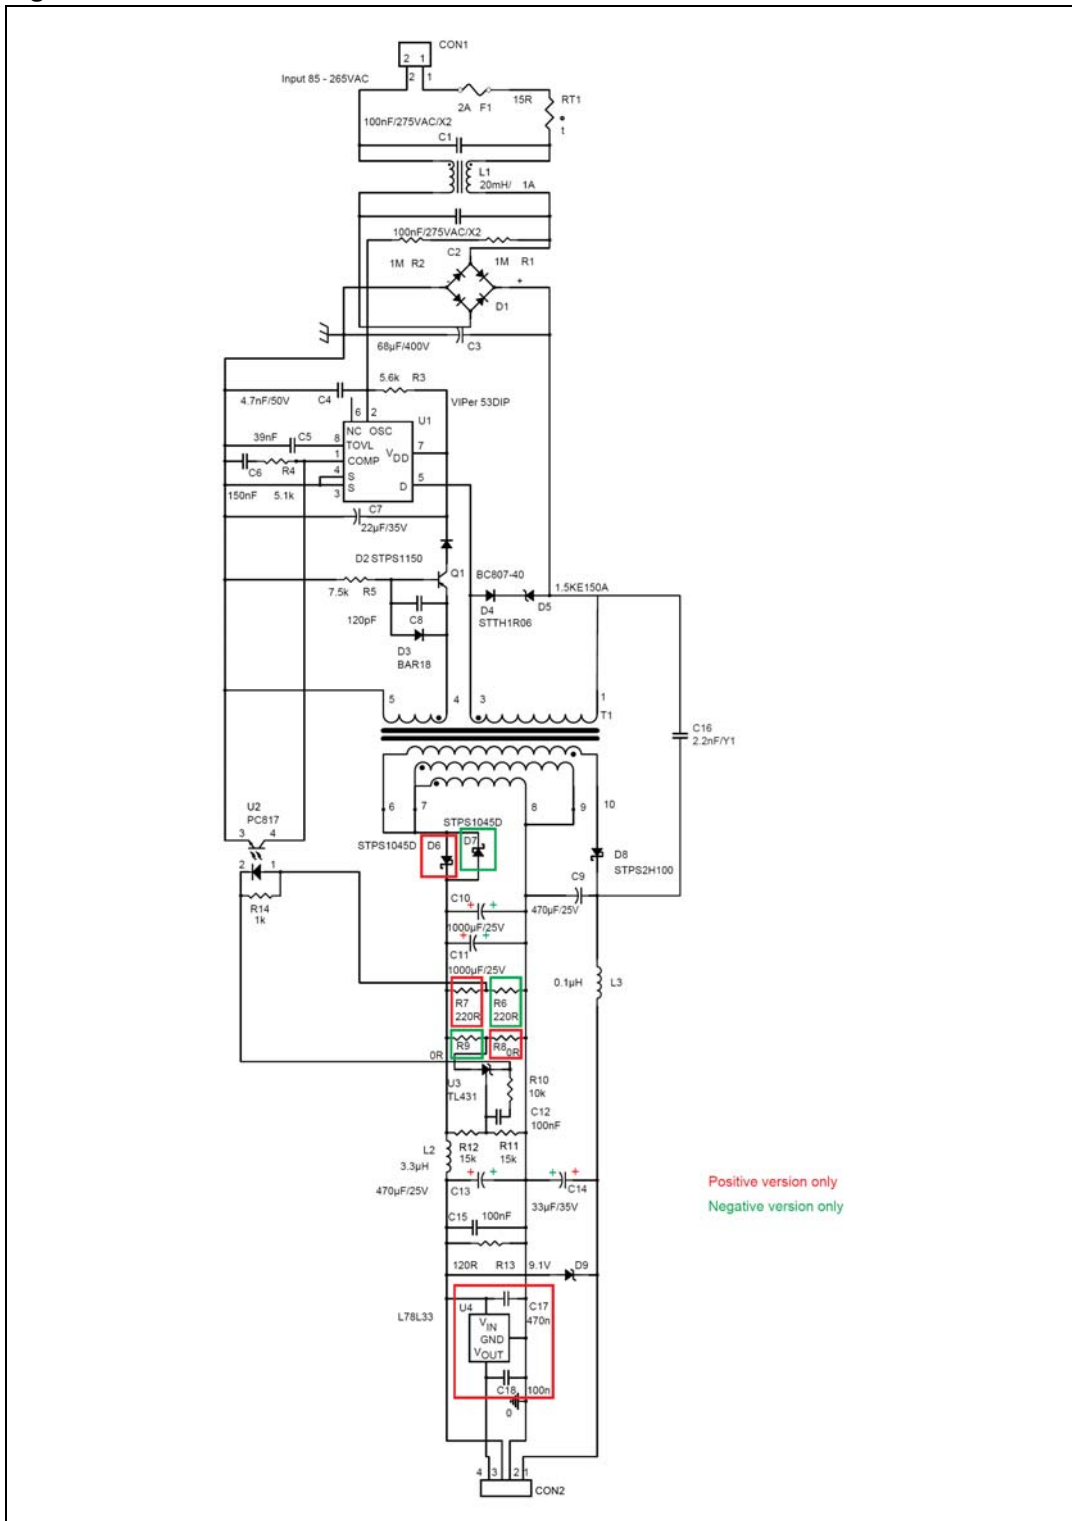 CON1
2 1
2 1
Input 85 - 265VAC
2A F1
15R
RT1
t
100nF/275VAC/X2
C1
L1
20mH/ 1A
100nF/275VAC/X2
C2
1M R2
1M R1
-
+
D1
68µF/400V
C3
5.6k R3
4.7nF/50V
C4
VIPer 53DIP
6 2
U1
NC OSC
39nF C5
8
TOVL
7
VDD
1
COMP
C6 R4
4
S
5
D
150nF 5.1k
3
S
C7
22µF/35V
D2 STPS1150
Q1
BC807-40
1.5KE150A
7.5k R5
D4
D5
STTH1R06
120pF
C8
D3
BAR18
5
4
3
1
T1
C16
2.2nF/Y1
6
7
8
9
10
U2
PC817
3 4
STPS1045D
STPS1045D
D6
D7
D8
STPS2H100
2 1
R14
1k
C9
470µF/25V
C10
+ +
1000µF/25V
+ +
C11
1000µF/25V
0.1µH L3
R7
220R
R6
220R
R9
R8
0R
0R
U3
TL431
R10
10k
C12
100nF
R12
15k
R11
15k
L2
3.3µH
470µF/25V
+ +
C13
+ +
C14
33µF/35V
Positive version only
Negative version only
C15 100nF
120R R13
9.1V
D9
L78L33
U4
C17
470n
VIN
GND
VOUT
C18
100n
0
4 3 2 1
CON2